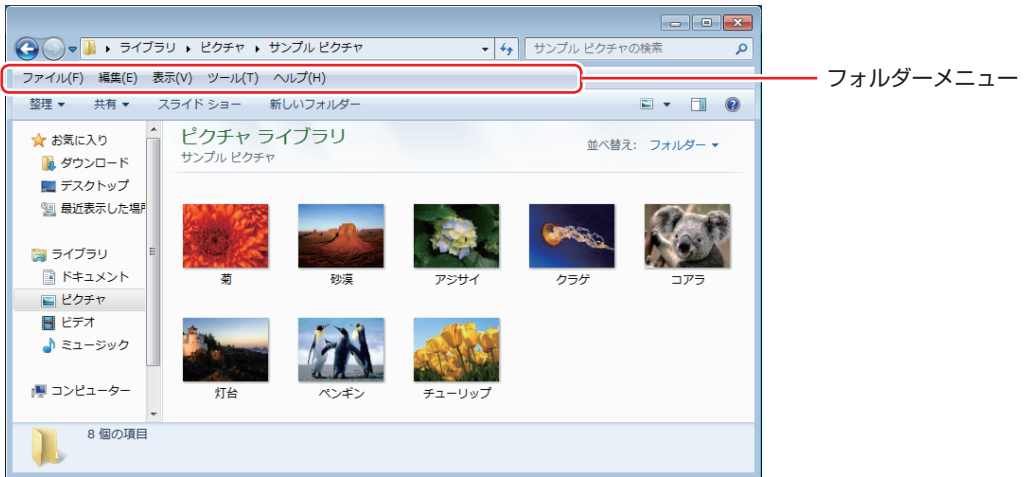 ライブラリ ピクチャ サンプル ピクチャ サンプル ピクチャの検索
ファイル(F) 編集(E) 表示(V) ツール(T) ヘルプ(H)
フォルダーメニュー
整理 共有 スライド ショー 新しいフォルダー
お気に入り
ダウンロード
デスクトップ
最近表示した場所
ライブラリ
ドキュメント
ピクチャ
ビデオ
ミュージック
コンピューター
ピクチャ ライブラリ
サンプル ピクチャ
並べ替え: フォルダー
菊 砂漠 アジサイ クラゲ コアラ
灯台 ペンギン チューリップ
8 個の項目